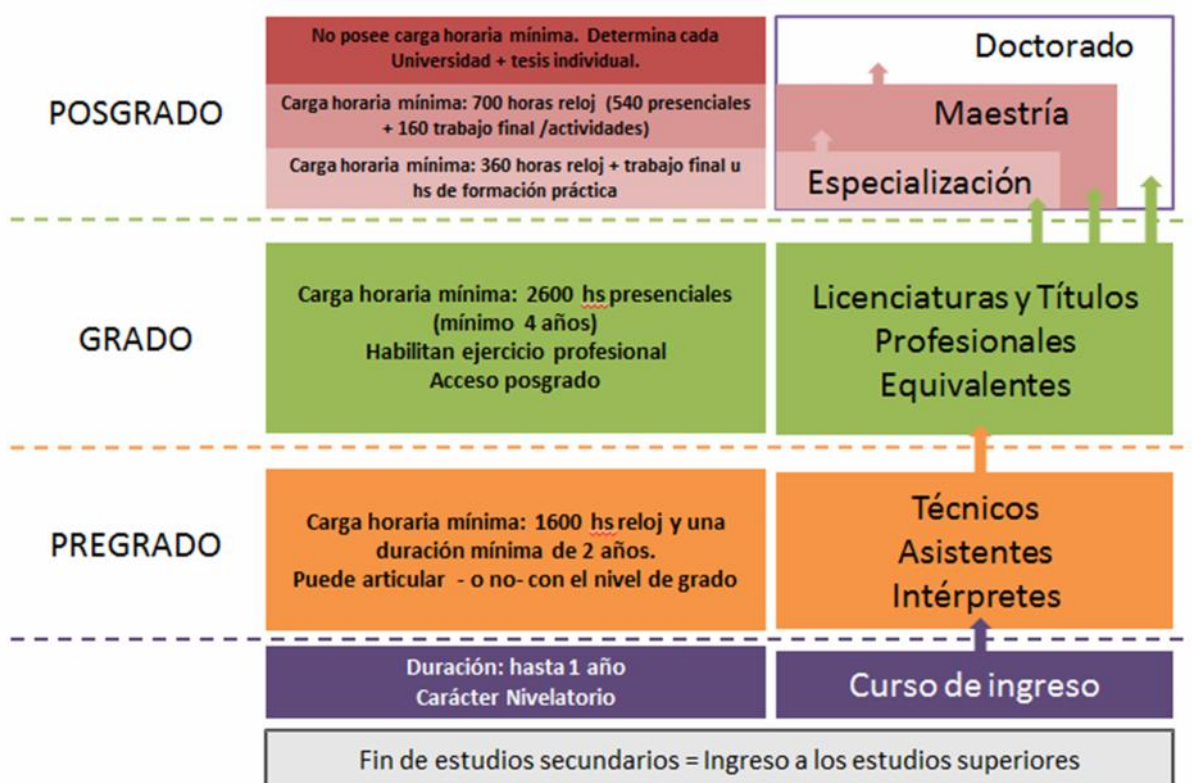 No posee carga horaria mínima. Determina cada
Universidad + tesis individual.
Doctorado
POSGRADO
Carga horaria mínima: 700 horas reloj (540 presenciales
+ 160 trabajo final /actividades)
Maestría
Carga horaria mínima: 360 horas reloj + trabajo final u
hs de formación práctica
Especialización
GRADO
Carga horaria mínima: 2600 hs presenciales
(mínimo 4 años)
Habilitan ejercicio profesional
Acceso posgrado
Licenciaturas y Títulos
Profesionales
Equivalentes
PREGRADO
Carga horaria mínima: 1600 hs reloj y una
duración mínima de 2 años.
Puede articular - o no- con el nivel de grado
Técnicos
Asistentes
Intérpretes
Duración: hasta 1 año
Carácter Nivelatorio
Curso de ingreso
Fin de estudios secundarios = Ingreso a los estudios superiores